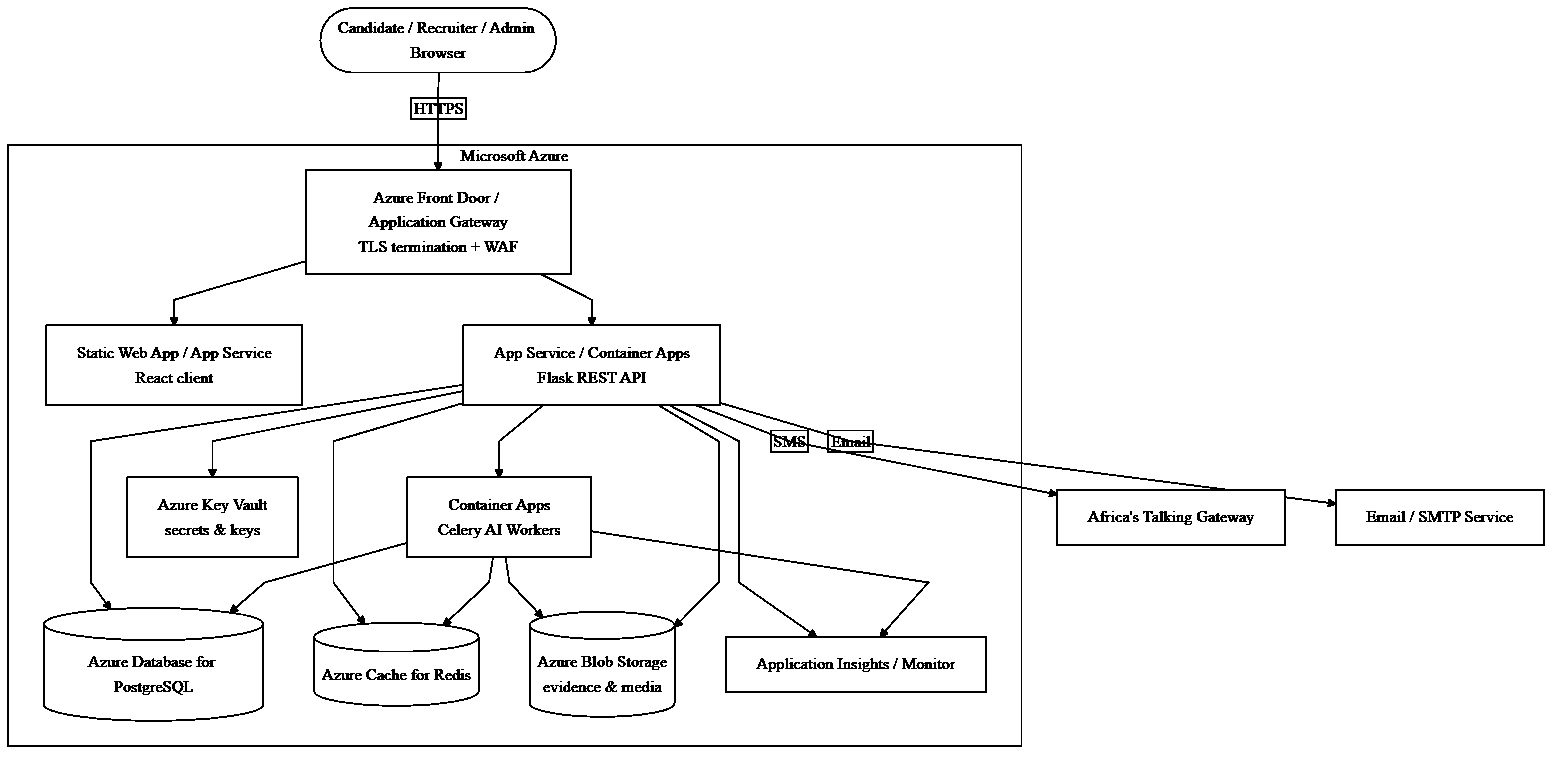 Candidate / Recruiter / Admin
Browser
HTTPS
Microsoft Azure
Azure Front Door /
Application Gateway
TLS termination + WAF
Static Web App / App Service
React client
App Service / Container Apps
Flask REST API
SMS
Email
Azure Key Vault
secrets & keys
Container Apps
Celery AI Workers
Africa's Talking Gateway
Email / SMTP Service
Azure Database for
PostgreSQL
Azure Cache for Redis
Azure Blob Storage
evidence & media
Application Insights / Monitor